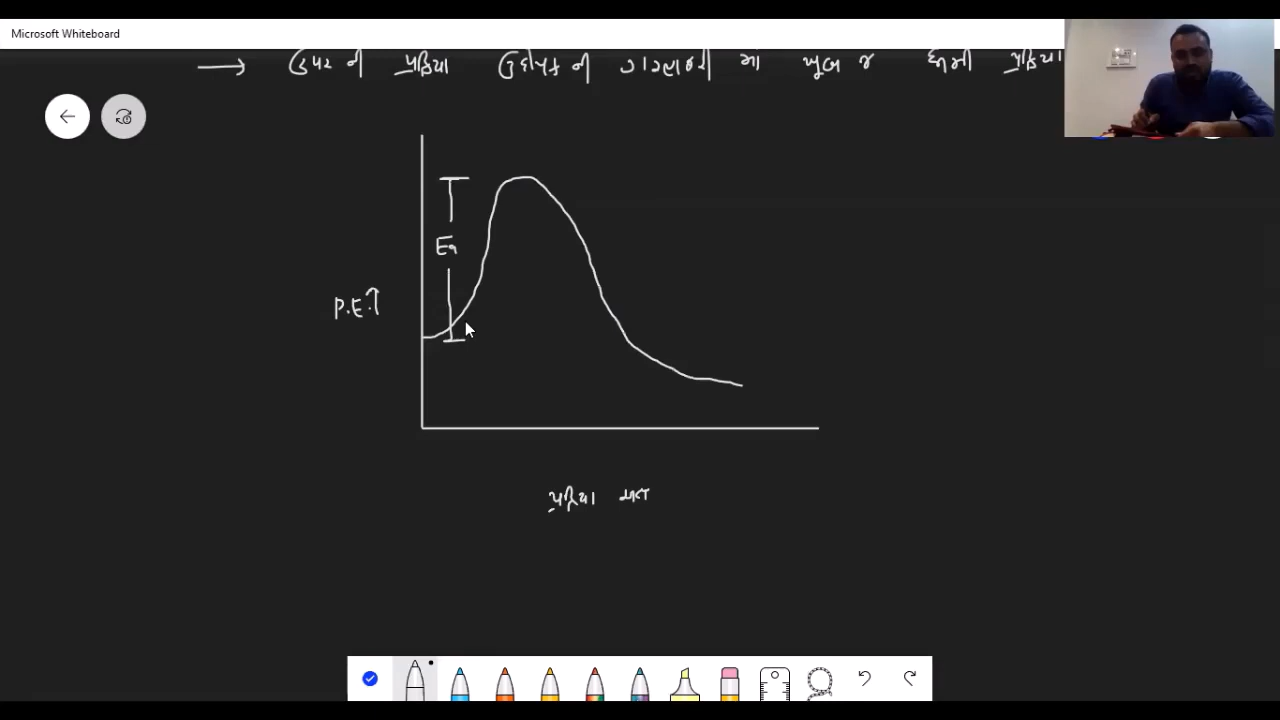 Microsoft Whiteboard
→ ઉપર ની પ્રક્રિયા ઉદ્દીપક ની ગેરહાજરી માં ખૂબ જ ધીમી પ્રક્રિયા
Ea
P.E.↑
પ્રક્રિયા